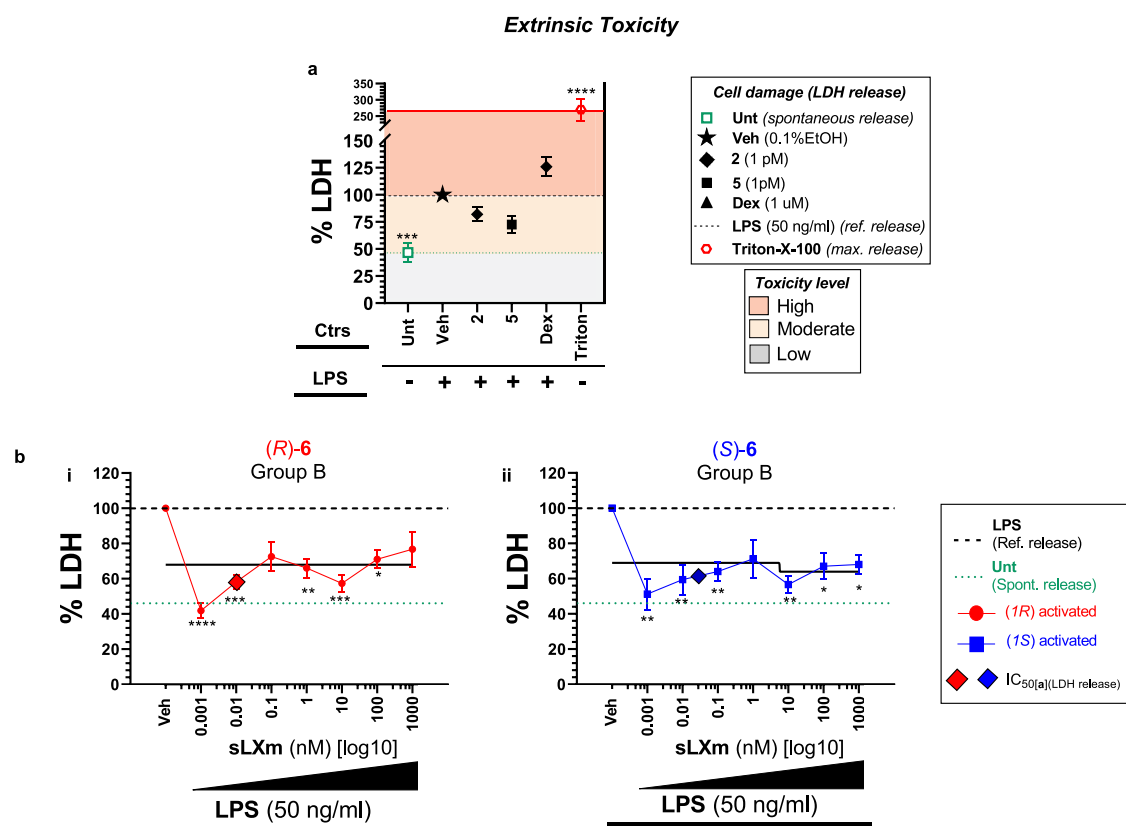 Extrinsic Toxicity
a
% LDH
300
250
200
150
125
100
75
50
25
0
***
****
Ctrs
Unt
Veh
2
5
Dex
Triton
LPS
- + + + + -
Cell damage (LDH release)
Unt (spontaneous release)
Veh (0.1%EtOH)
2 (1 pM)
5 (1pM)
Dex (1 uM)
LPS (50 ng/ml) (ref. release)
Triton-X-100 (max. release)
Toxicity level
High
Moderate
Low
b
i
(R)-6
Group B
% LDH
120
100
80
60
40
20
0
****
***
**
***
*
Veh
0.001
0.01
0.1
1
10
100
1000
sLXm (nM) [log10]
LPS (50 ng/ml)
ii
(S)-6
Group B
% LDH
120
100
80
60
40
20
0
**
**
**
**
*
*
Veh
0.001
0.01
0.1
1
10
100
1000
sLXm (nM) [log10]
LPS (50 ng/ml)
LPS
(Ref. release)
Unt
(Spont. release)
(1R) activated
(1S) activated
IC50[a](LDH release)